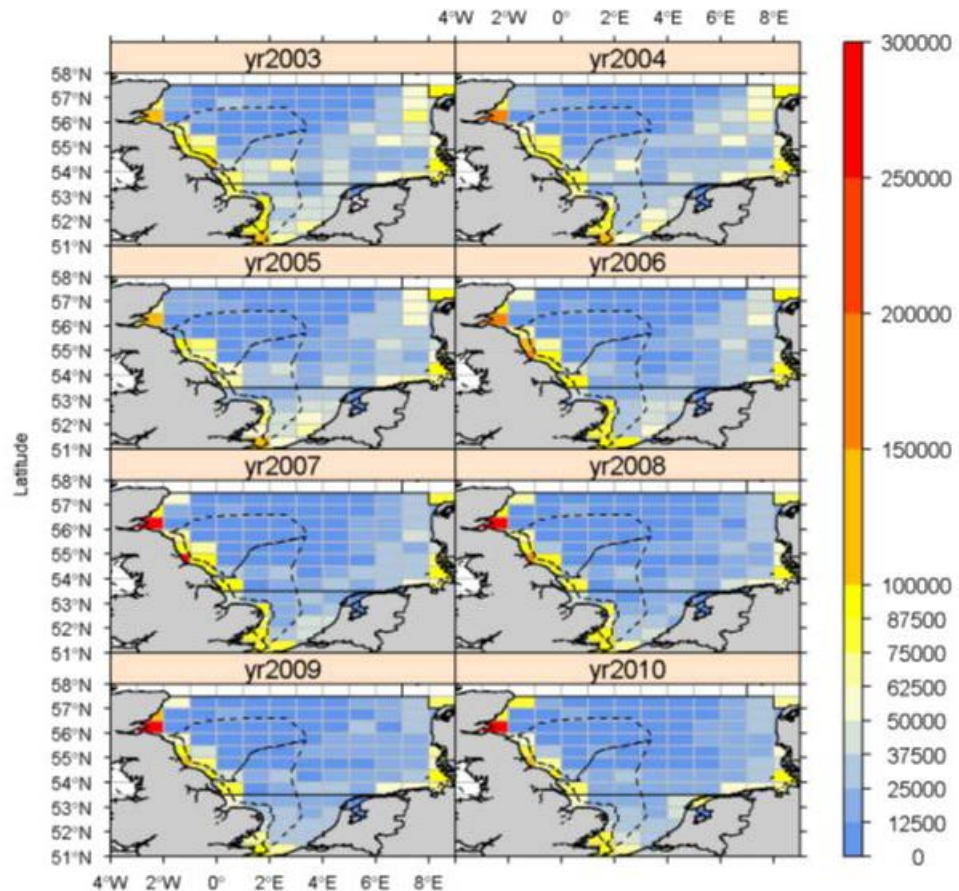 4°W 2°W 0° 2°E 4°E 6°E 8°E
yr2003 yr2004
58°N
57°N
56°N
55°N
54°N
53°N
52°N
51°N
yr2005 yr2006
58°N
57°N
56°N
55°N
54°N
53°N
52°N
51°N
yr2007 yr2008
58°N
57°N
56°N
55°N
54°N
53°N
52°N
51°N
yr2009 yr2010
58°N
57°N
56°N
55°N
54°N
53°N
52°N
51°N
4°W 2°W 0° 2°E 4°E 6°E 8°E
Latitude
300000
250000
200000
150000
100000
87500
75000
62500
50000
37500
25000
12500
0